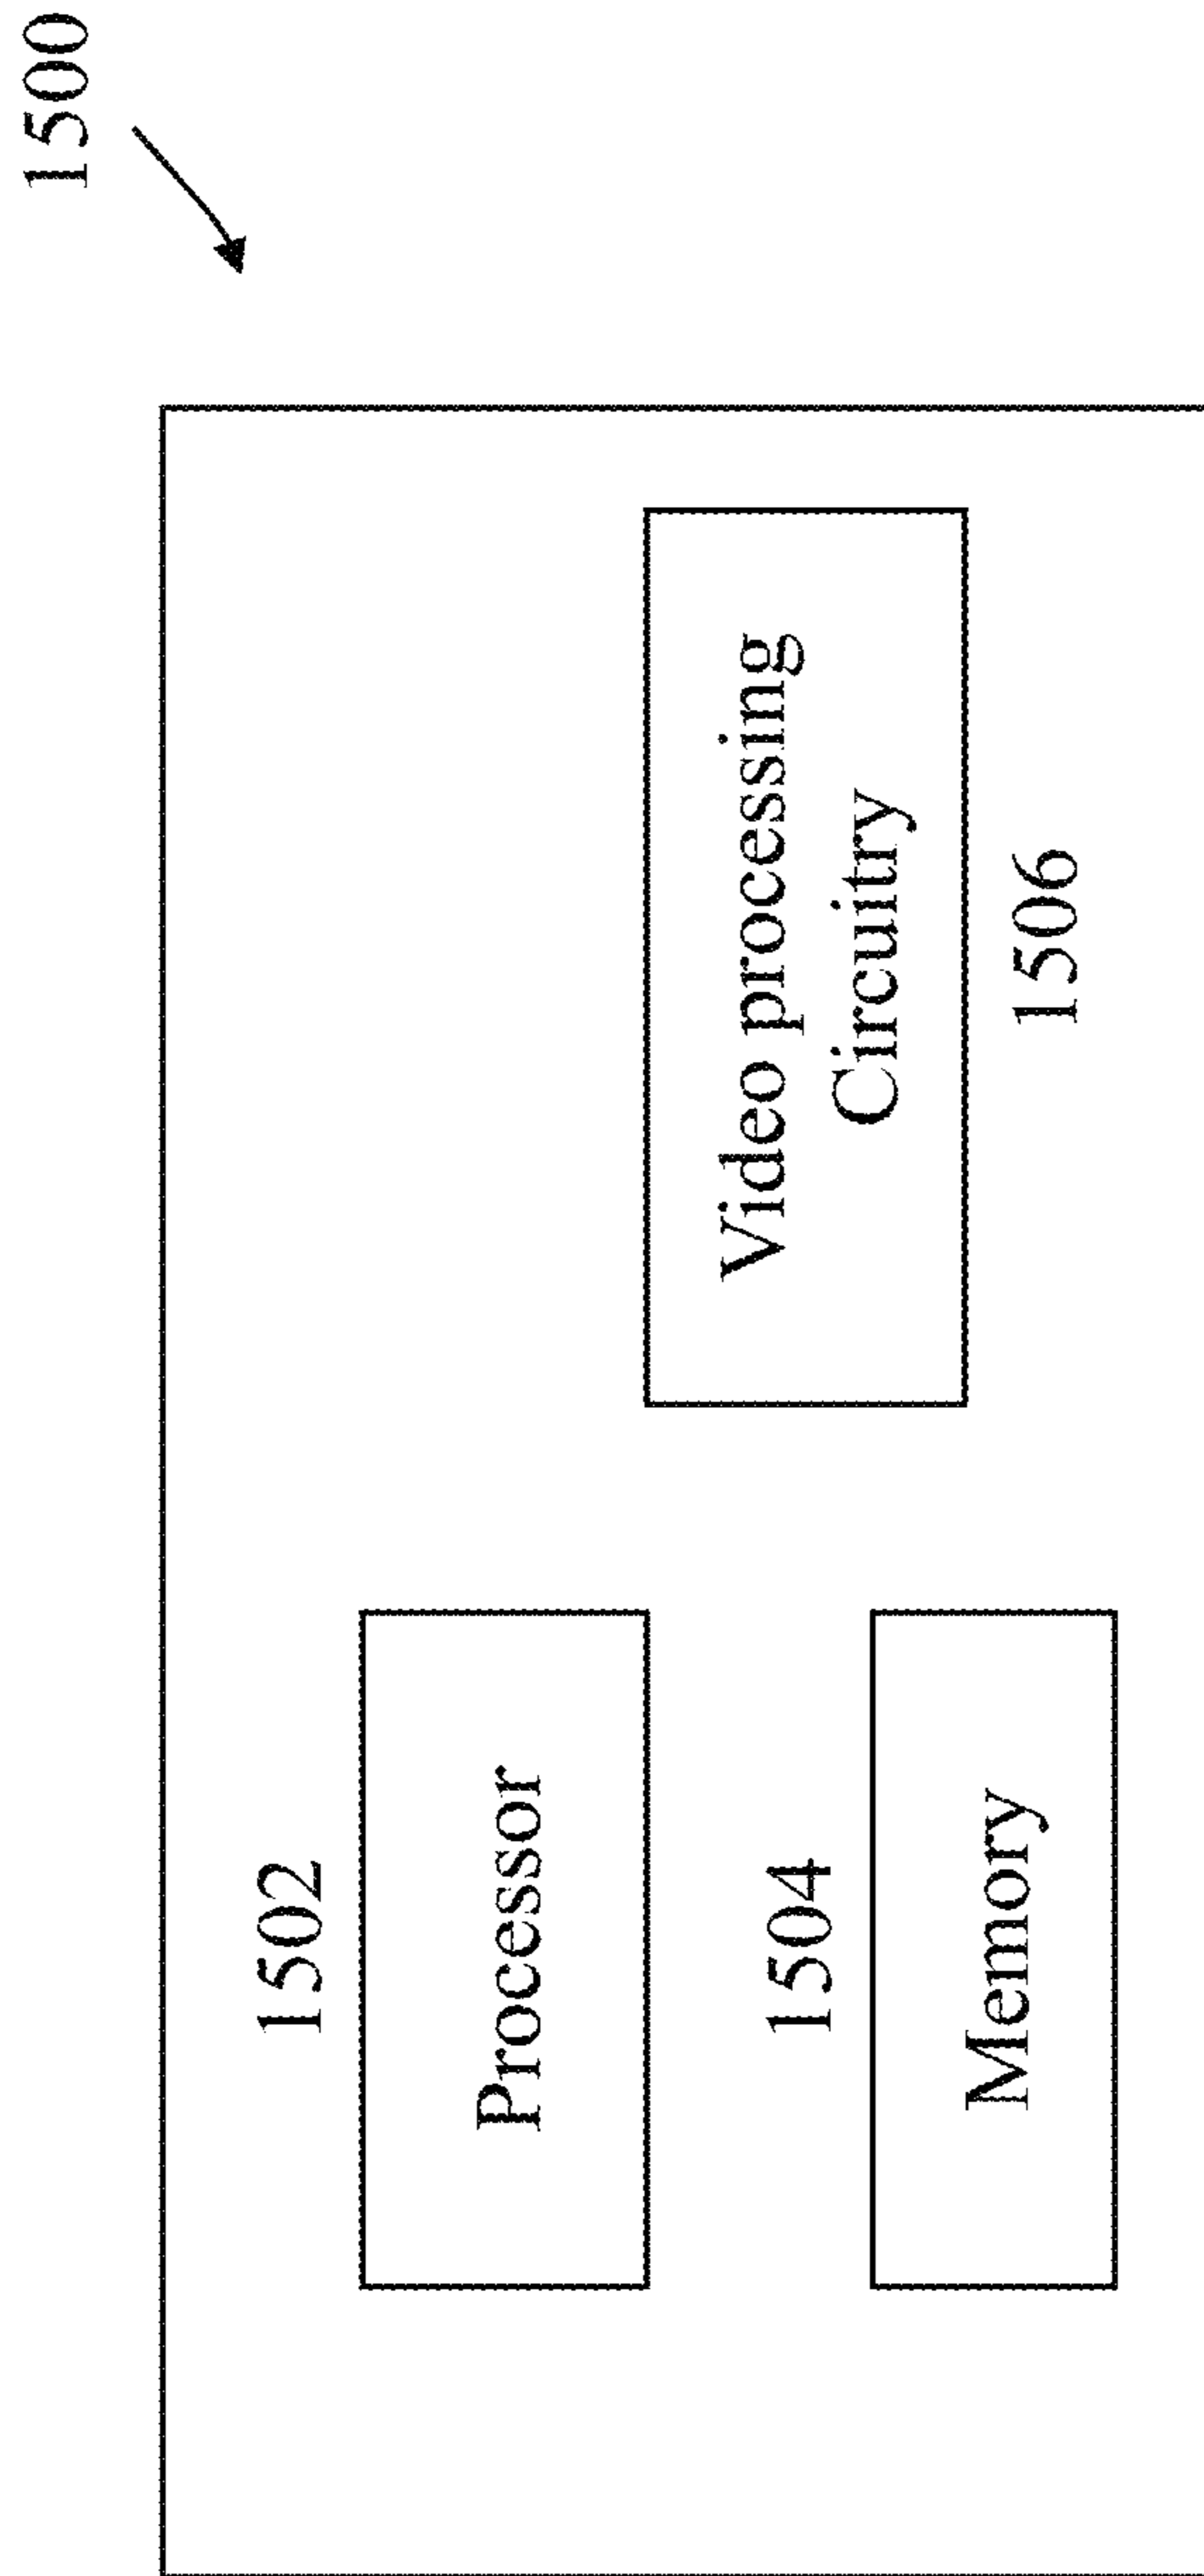 1500
1502
Processor
1504
Memory
Video processing
Circuitry
1506